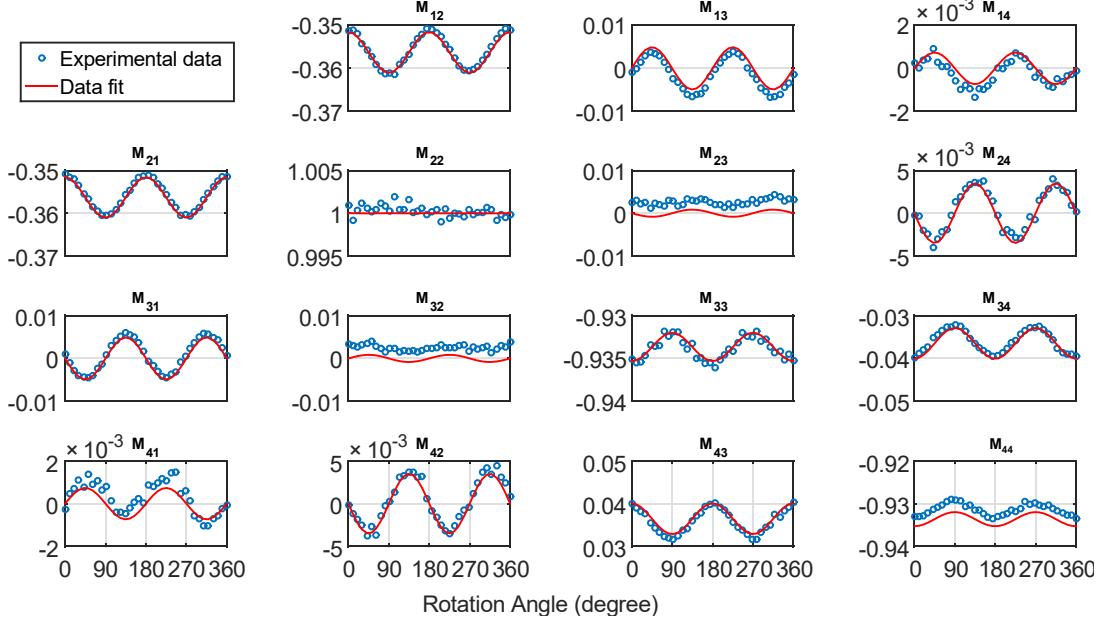 Experimental data
Data fit
M12
-0.35
-0.36
-0.37
M13
0.01
0
-0.01
× 10-3
M14
2
0
-2
M21
-0.35
-0.36
-0.37
M22
1.005
1
0.995
M23
0.01
0
-0.01
× 10-3
M24
5
0
-5
M31
0.01
0
-0.01
M32
0.01
0
-0.01
M33
-0.93
-0.935
-0.94
M34
-0.03
-0.04
-0.05
× 10-3
M41
2
0
-2
0 90 180 270 360
× 10-3
M42
5
0
-5
0 90 180 270 360
M43
0.05
0.04
0.03
0 90 180 270 360
M44
-0.92
-0.93
-0.94
0 90 180 270 360
Rotation Angle (degree)